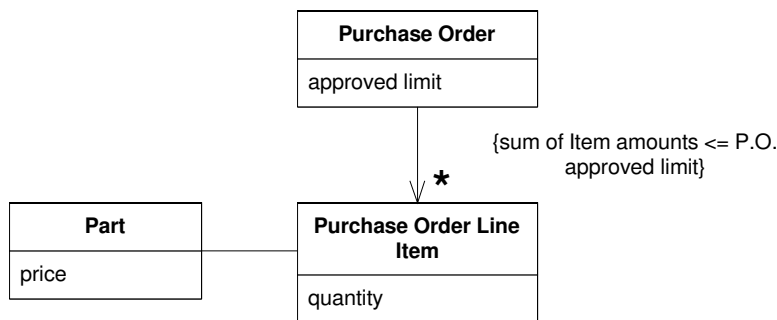 Purchase Order
approved limit
{sum of Item amounts <= P.O.
approved limit}
*
Part
price
Purchase Order Line
Item
quantity